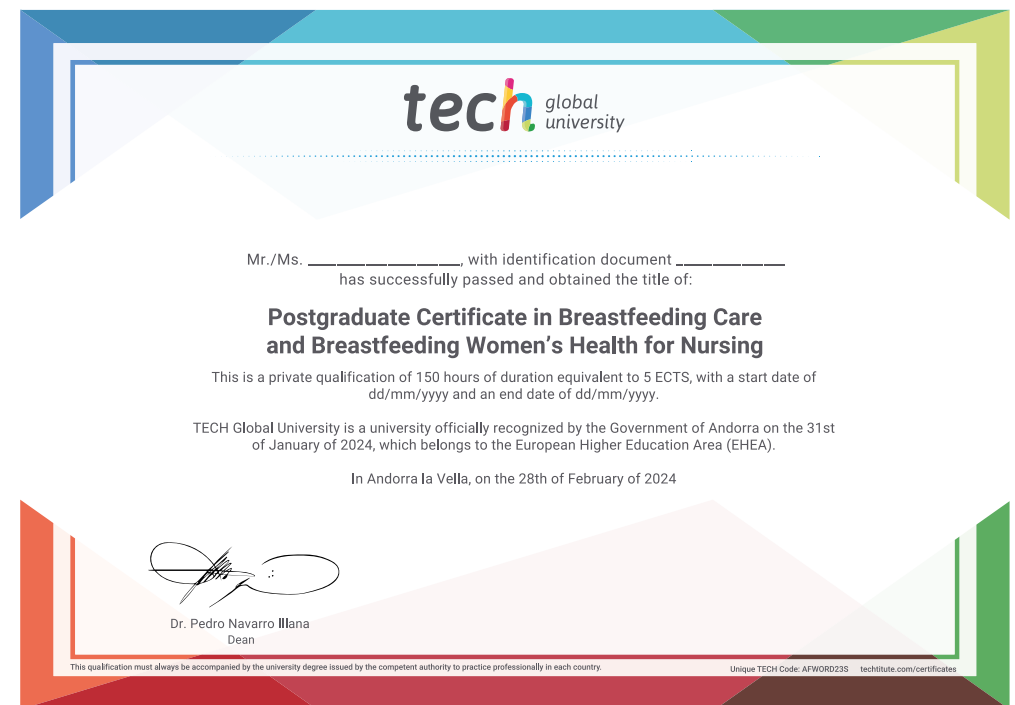 tech global
university
Mr./Ms. _________________, with identification document ____________
has successfully passed and obtained the title of:
Postgraduate Certificate in Breastfeeding Care
and Breastfeeding Women's Health for Nursing
This is a private qualification of 150 hours of duration equivalent to 5 ECTS, with a start date of
dd/mm/yyyy and an end date of dd/mm/yyyy.
TECH Global University is a university officially recognized by the Government of Andorra on the 31st
of January of 2024, which belongs to the European Higher Education Area (EHEA).
In Andorra la Vella, on the 28th of February of 2024
Dr. Pedro Navarro Illana
Dean
This qualification must always be accompanied by the university degree issued by the competent authority to practice professionally in each country.
Unique TECH Code: AFWORD23S techtitute.com/certificates